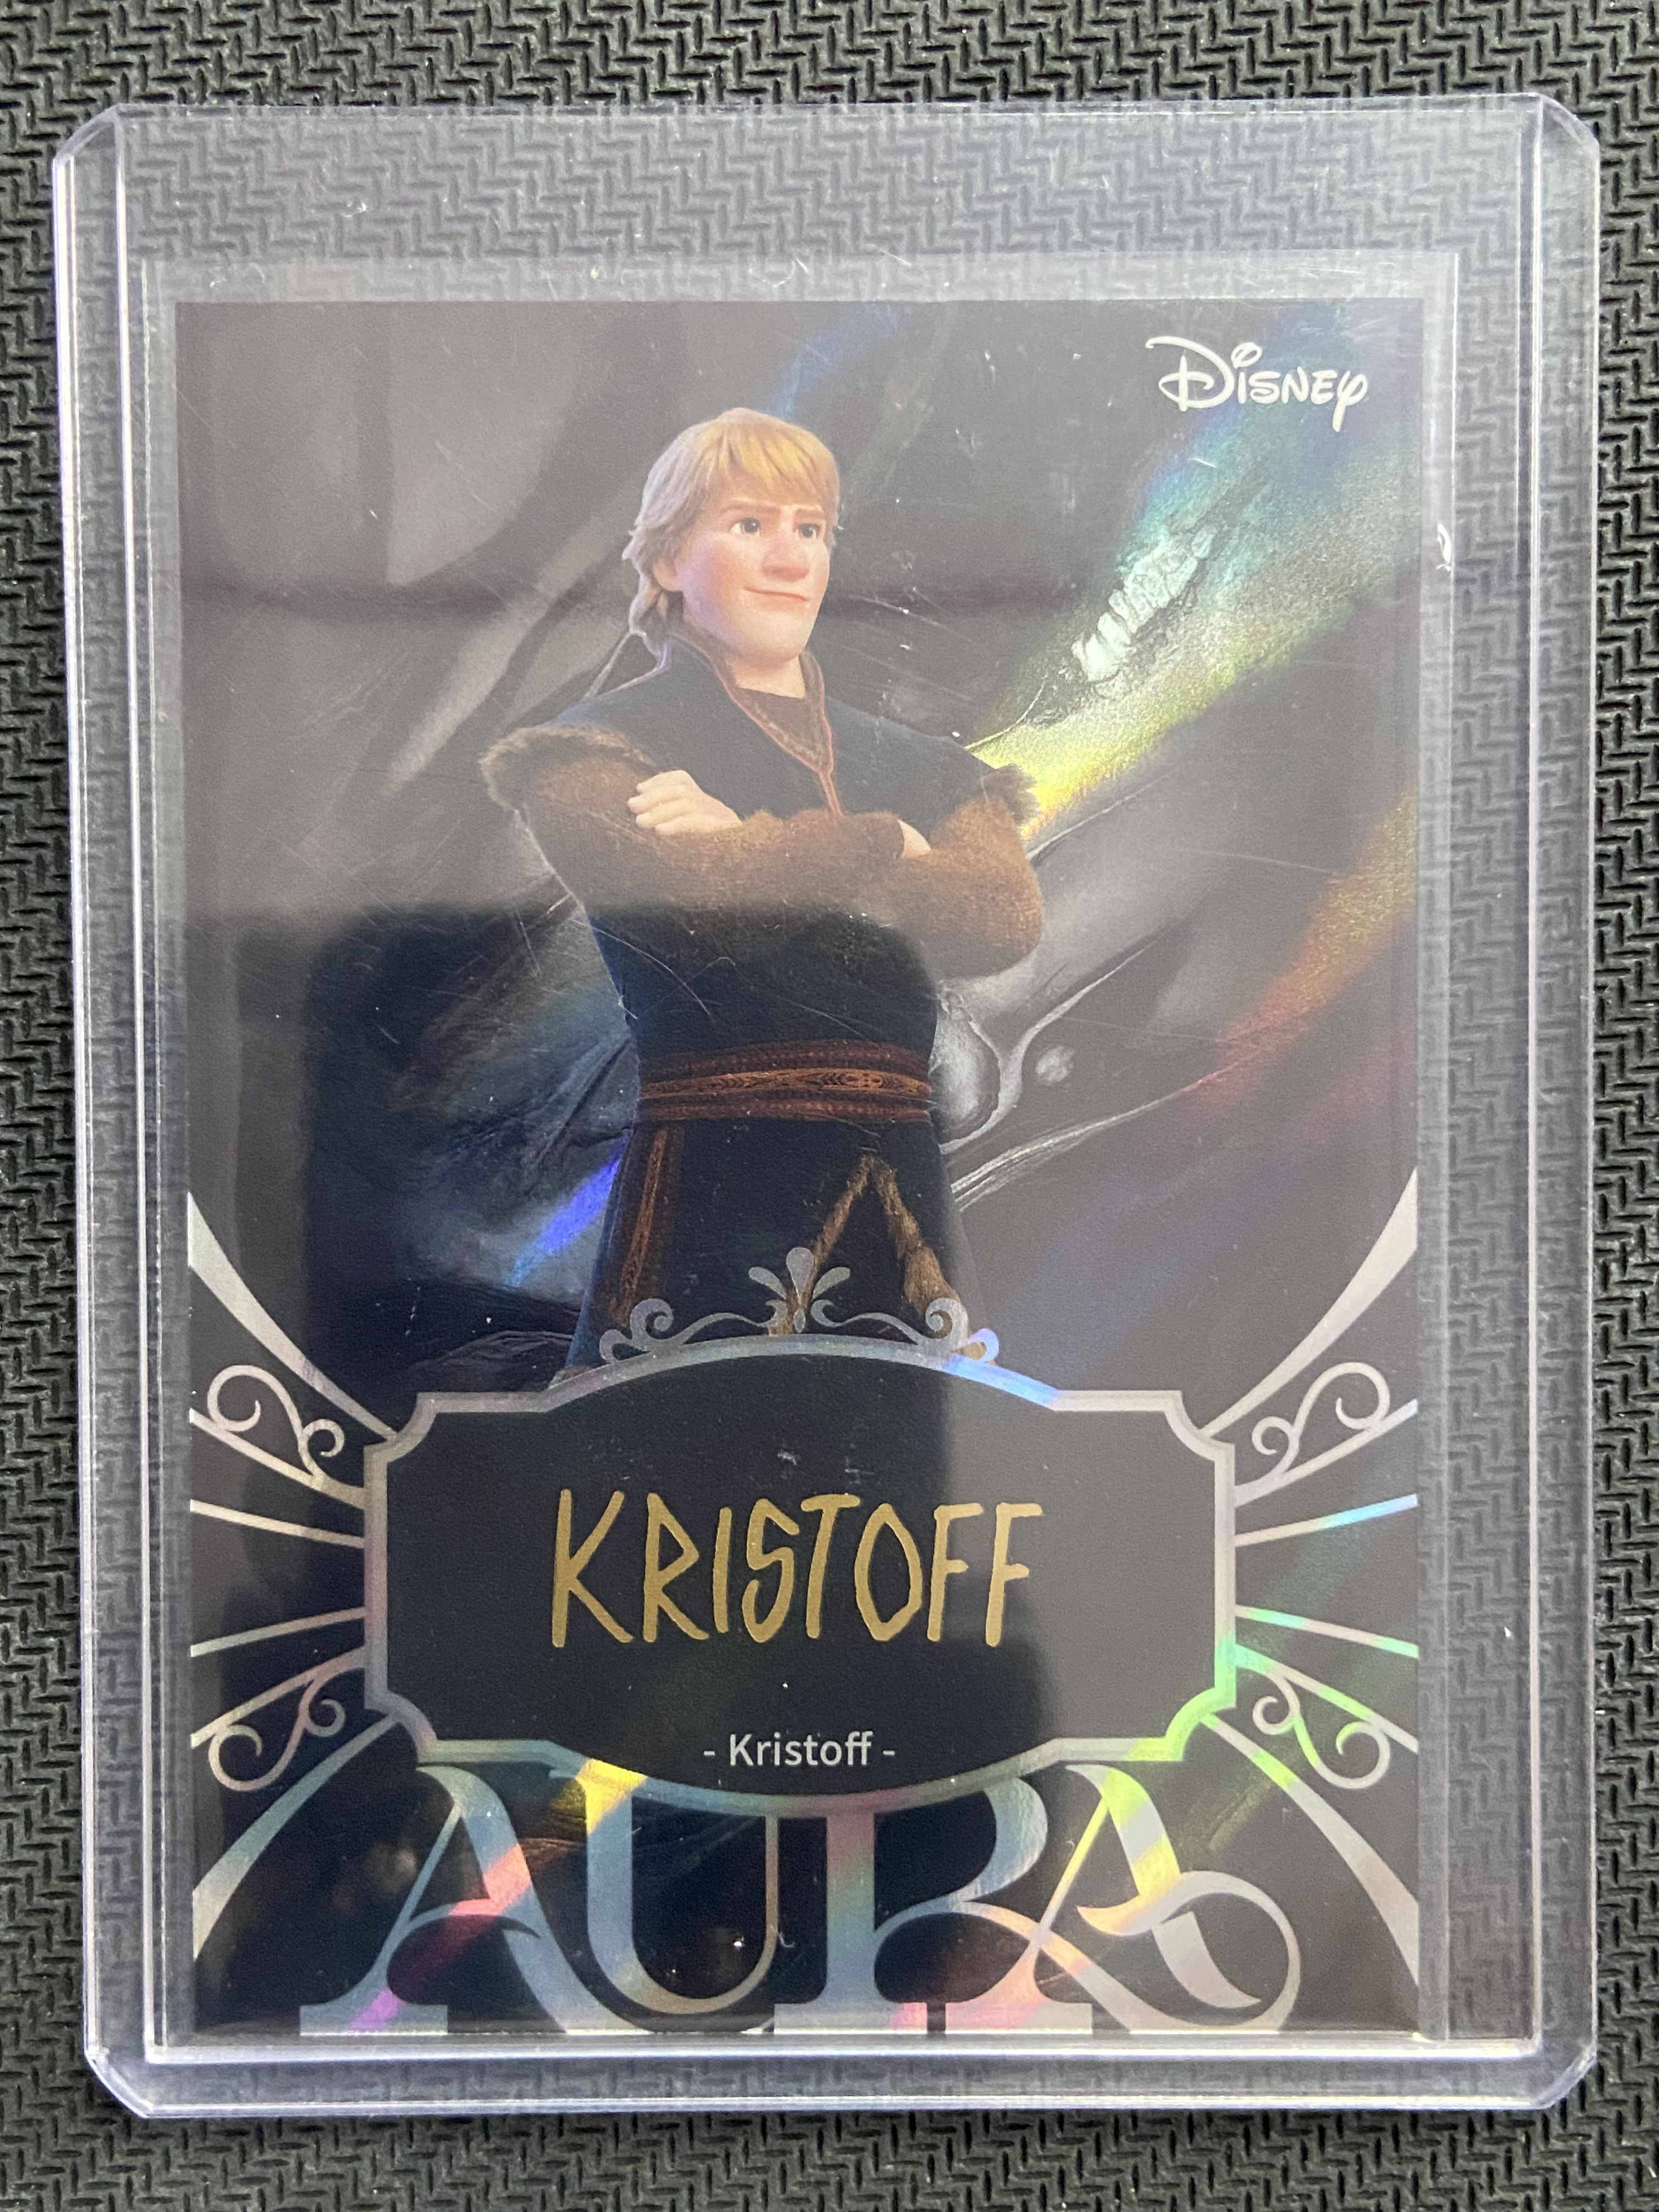 Disney
KRISTOFF
- Kristoff -
AURA